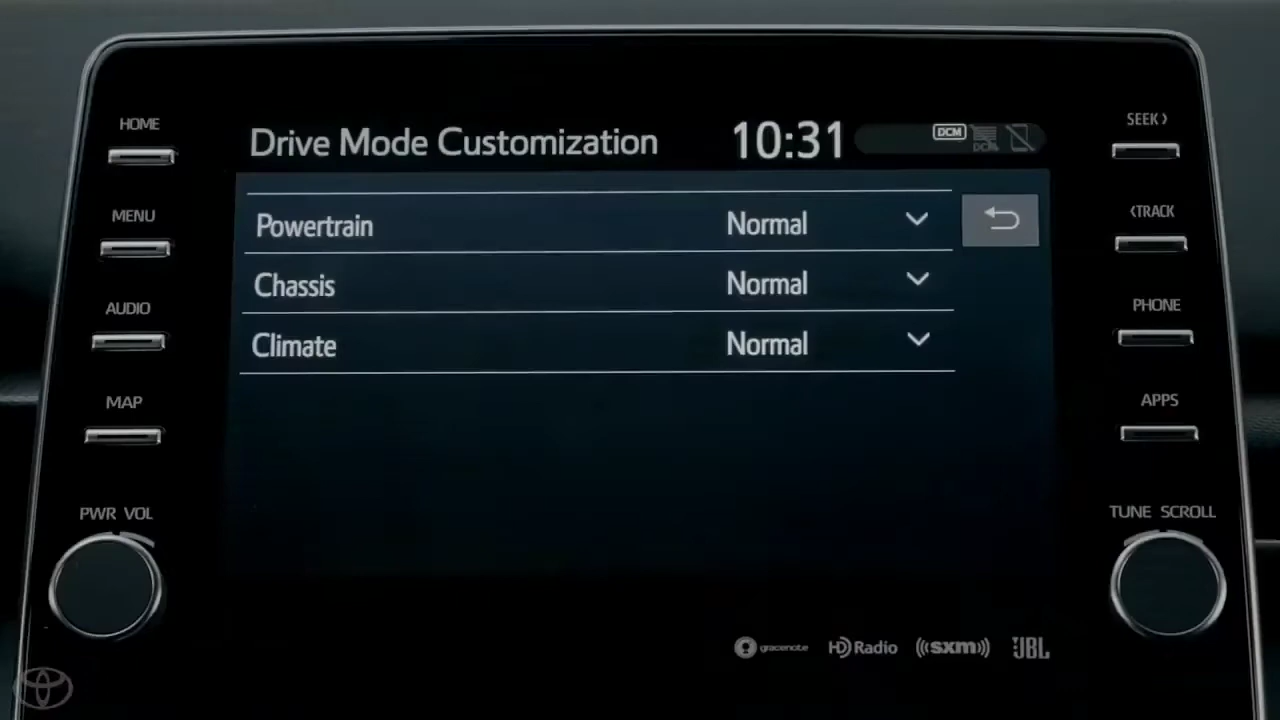 HOME
SEEK >
Drive Mode Customization 10:31 DCM
DCM
MENU
<TRACK
Powertrain Normal
Chassis Normal
AUDIO
PHONE
Climate Normal
MAP
APPS
PWR VOL
TUNE SCROLL
gracenote HD Radio ((sxm)) JBL